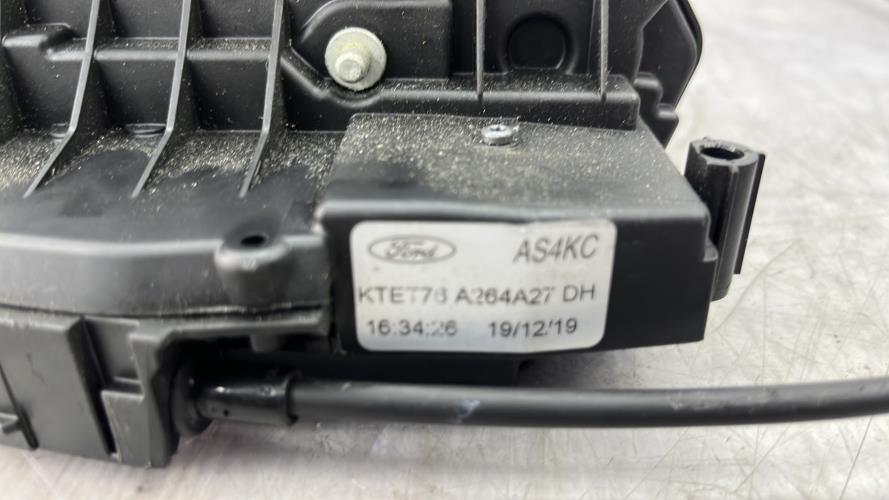 Ford AS4KC
KTET76 A264A27 DH
16:34:26 19/12/19